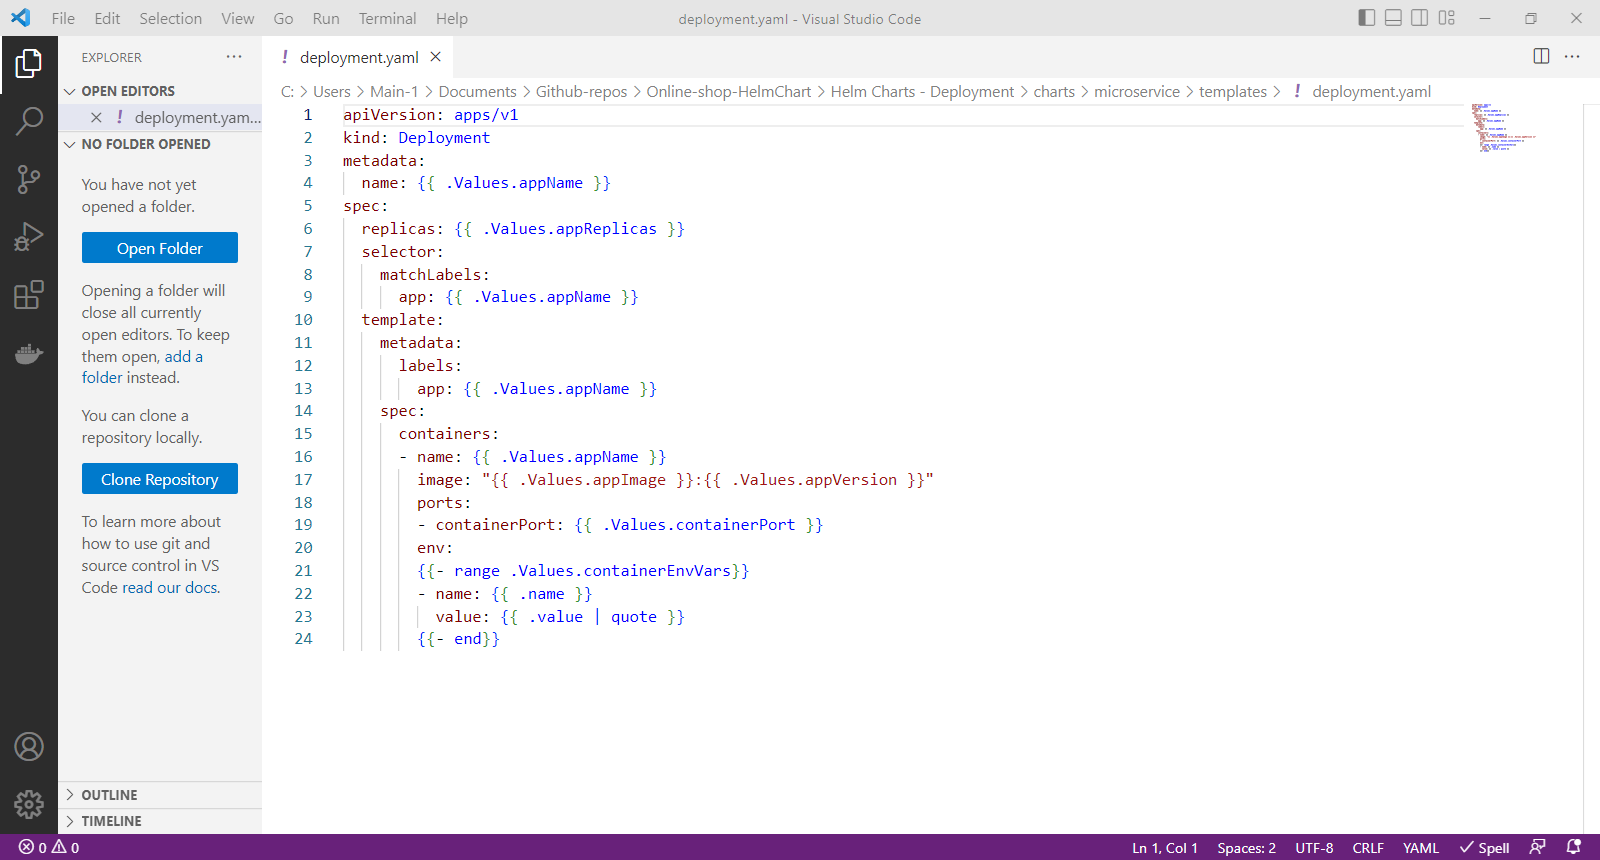 File Edit Selection View Go Run Terminal Help
deployment.yaml - Visual Studio Code
EXPLORER ···
OPEN EDITORS
! deployment.yam...
NO FOLDER OPENED
You have not yet
opened a folder.
Open Folder
Opening a folder will
close all currently
open editors. To keep
them open, add a
folder instead.
You can clone a
repository locally.
Clone Repository
To learn more about
how to use git and
source control in VS
Code read our docs.
OUTLINE
TIMELINE
! deployment.yaml
C: > Users > Main-1 > Documents > Github-repos > Online-shop-HelmChart > Helm Charts - Deployment > charts > microservice > templates > ! deployment.yaml
1 apiVersion: apps/v1
2 kind: Deployment
3 metadata:
4   name: {{ .Values.appName }}
5 spec:
6   replicas: {{ .Values.appReplicas }}
7   selector:
8     matchLabels:
9       app: {{ .Values.appName }}
10   template:
11     metadata:
12       labels:
13         app: {{ .Values.appName }}
14     spec:
15       containers:
16       - name: {{ .Values.appName }}
17         image: "{{ .Values.appImage }}:{{ .Values.appVersion }}"
18         ports:
19         - containerPort: {{ .Values.containerPort }}
20         env:
21         {{- range .Values.containerEnvVars}}
22         - name: {{ .name }}
23           value: {{ .value | quote }}
24         {{- end}}
0 0
Ln 1, Col 1 Spaces: 2 UTF-8 CRLF YAML Spell